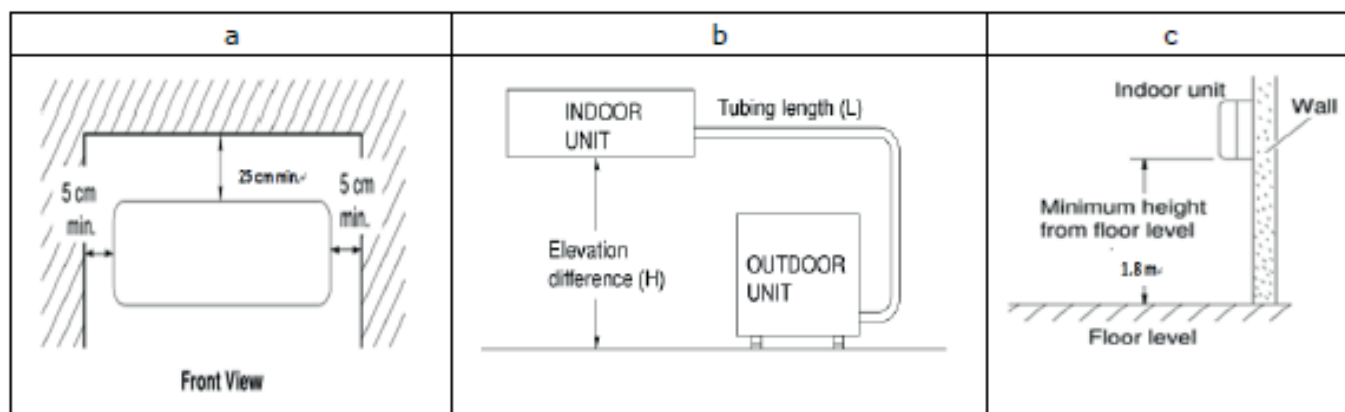 a
b
c
25 cm min.
5 cm
min.
5 cm
min.
Front View
INDOOR
UNIT
Tubing length (L)
Elevation
difference (H)
OUTDOOR
UNIT
Indoor unit
Wall
Minimum height
from floor level
1.8 m
Floor level